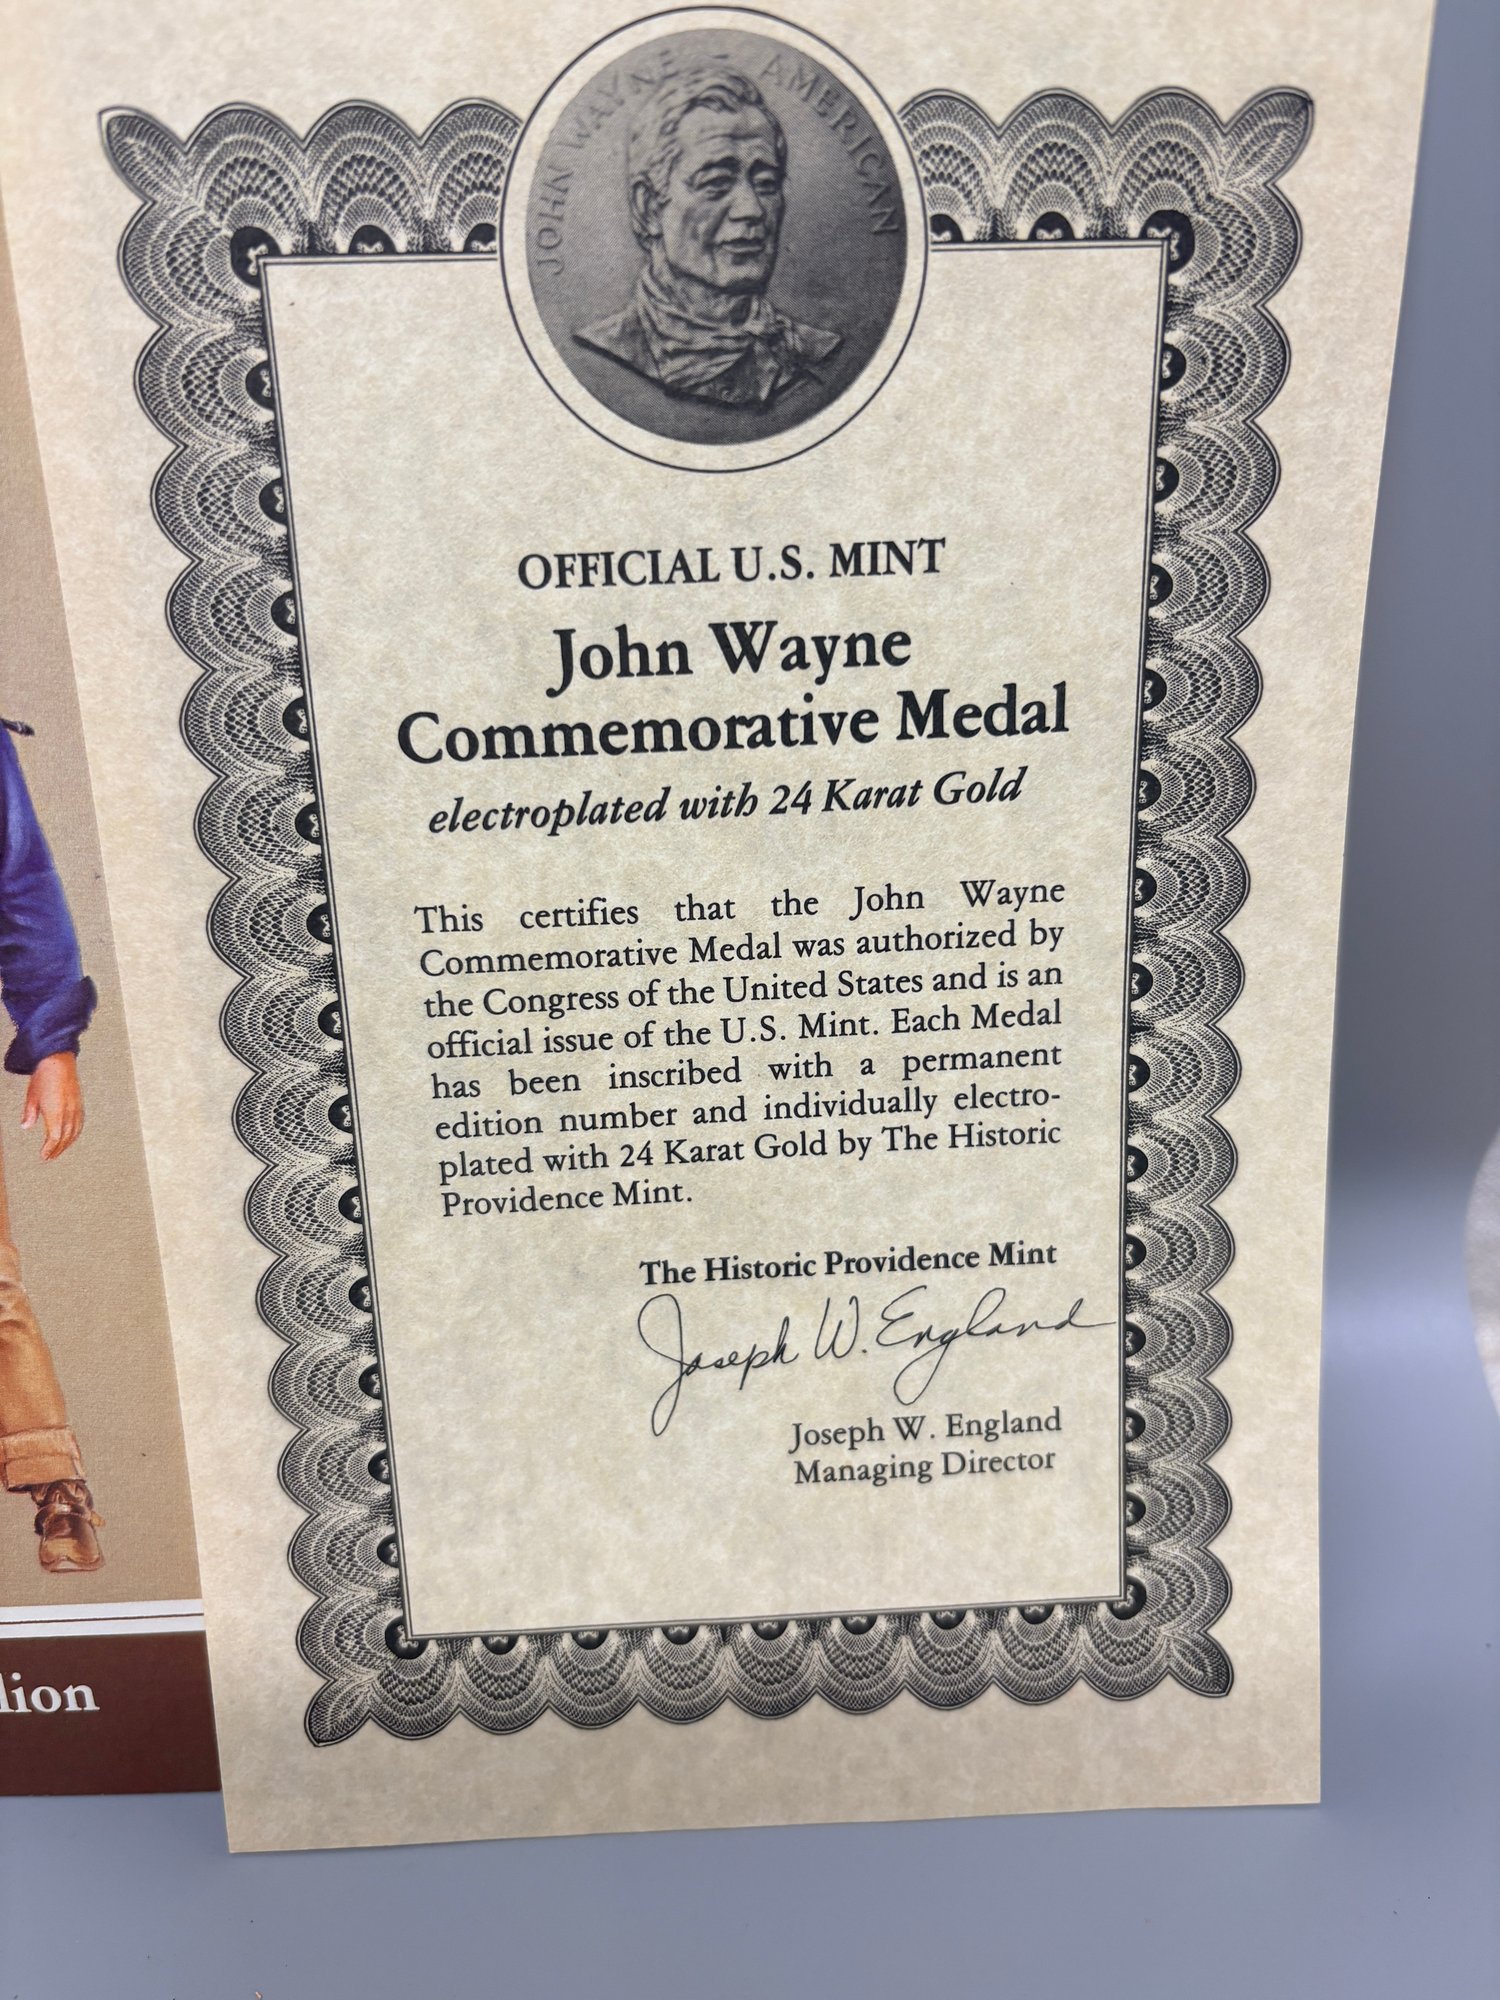 JOHN WAYNE AMERICAN
OFFICIAL U.S. MINT
John Wayne
Commemorative Medal
electroplated with 24 Karat Gold
This certifies that the John Wayne
Commemorative Medal was authorized by
the Congress of the United States and is an
official issue of the U.S. Mint. Each Medal
has been inscribed with a permanent
edition number and individually electro-
plated with 24 Karat Gold by The Historic
Providence Mint.
The Historic Providence Mint
Joseph W. England
Joseph W. England
Managing Director
lion